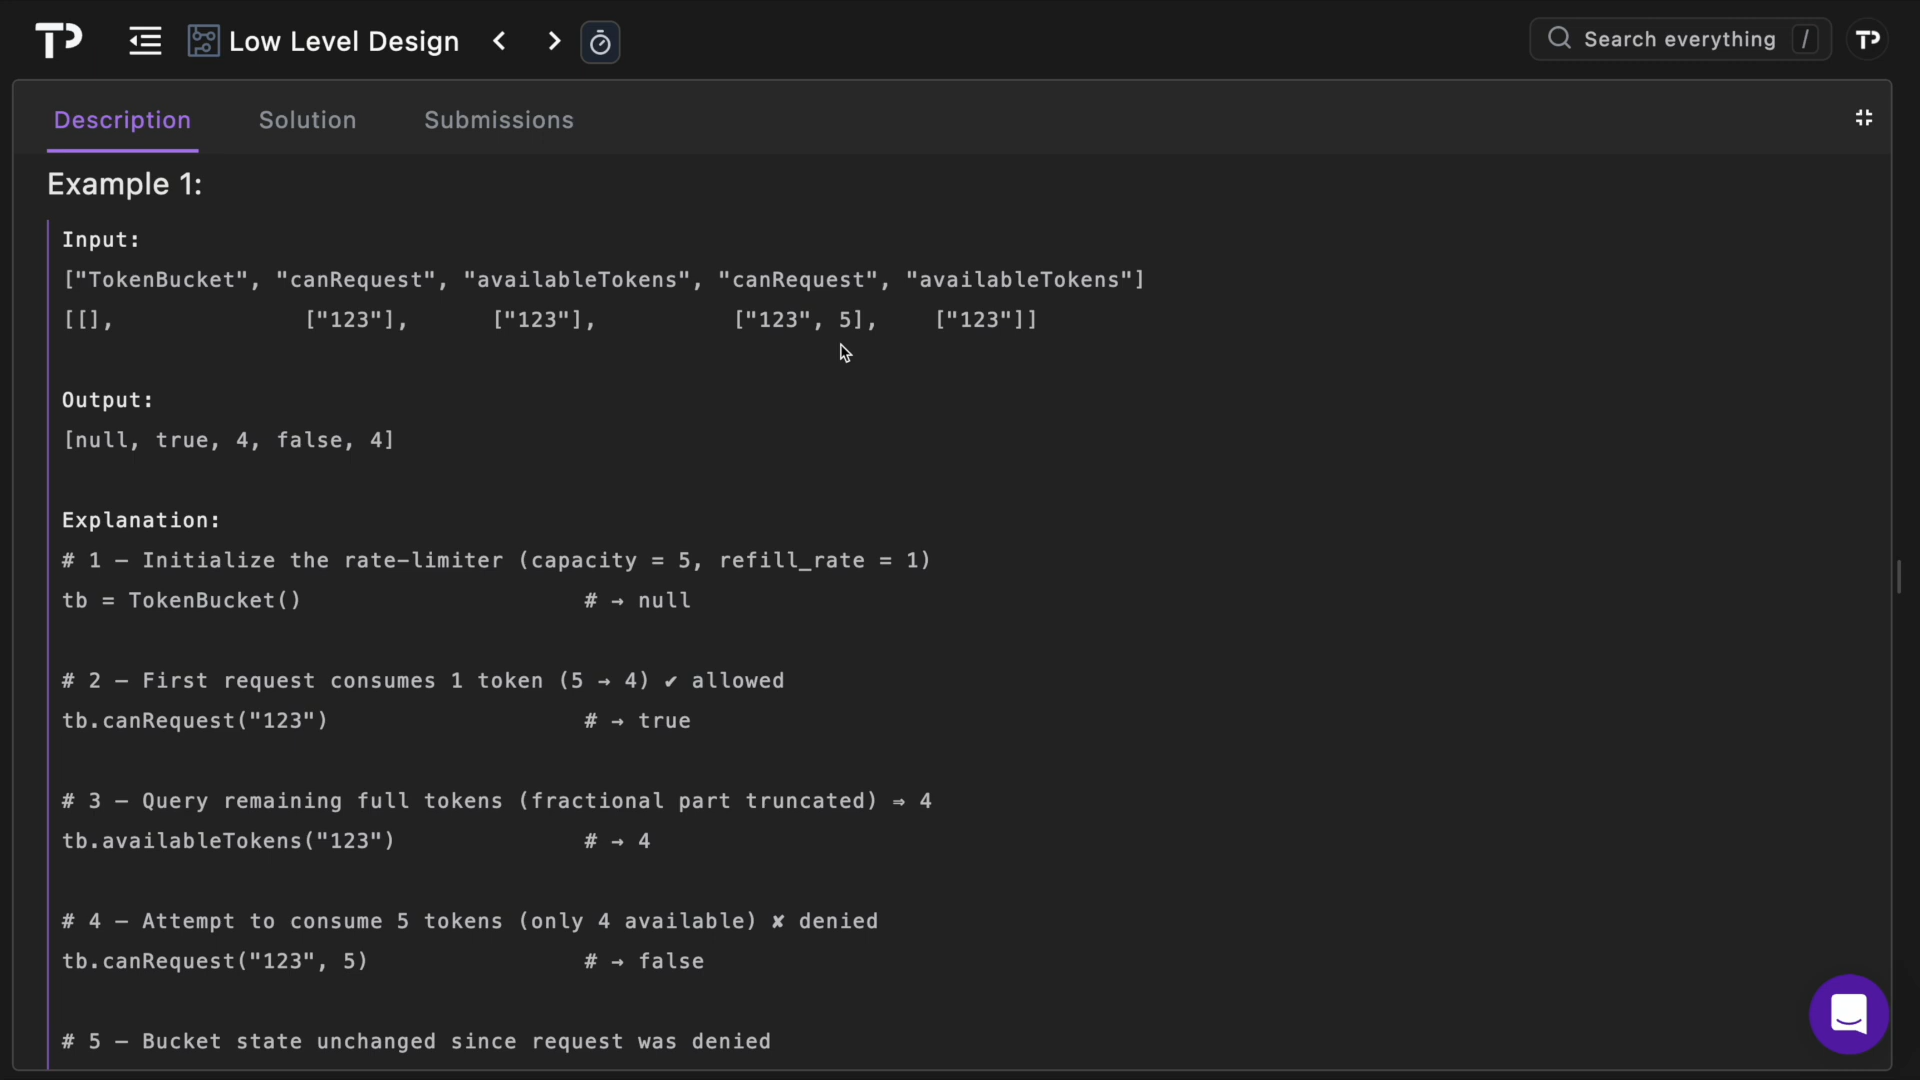 TP
Low Level Design
Search everything /
TP
Description Solution Submissions
Example 1:
Input:
["TokenBucket", "canRequest", "availableTokens", "canRequest", "availableTokens"]
[[], ["123"], ["123"], ["123", 5], ["123"]]
Output:
[null, true, 4, false, 4]
Explanation:
# 1 – Initialize the rate-limiter (capacity = 5, refill_rate = 1)
tb = TokenBucket() # → null
# 2 – First request consumes 1 token (5 → 4) ✔ allowed
tb.canRequest("123") # → true
# 3 – Query remaining full tokens (fractional part truncated) ⇒ 4
tb.availableTokens("123") # → 4
# 4 – Attempt to consume 5 tokens (only 4 available) ✘ denied
tb.canRequest("123", 5) # → false
# 5 – Bucket state unchanged since request was denied